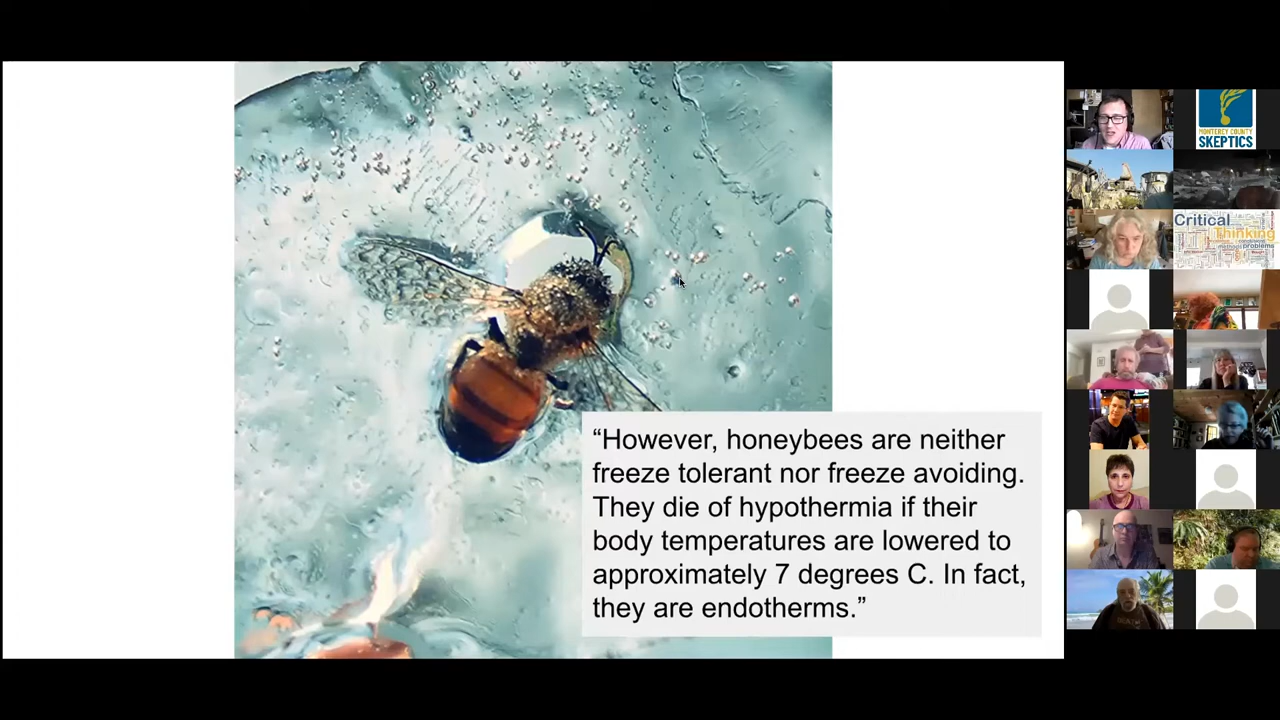 “However, honeybees are neither
freeze tolerant nor freeze avoiding.
They die of hypothermia if their
body temperatures are lowered to
approximately 7 degrees C. In fact,
they are endotherms.”
MONTEREY COUNTY
SKEPTICS
Critical
Thinking
problems